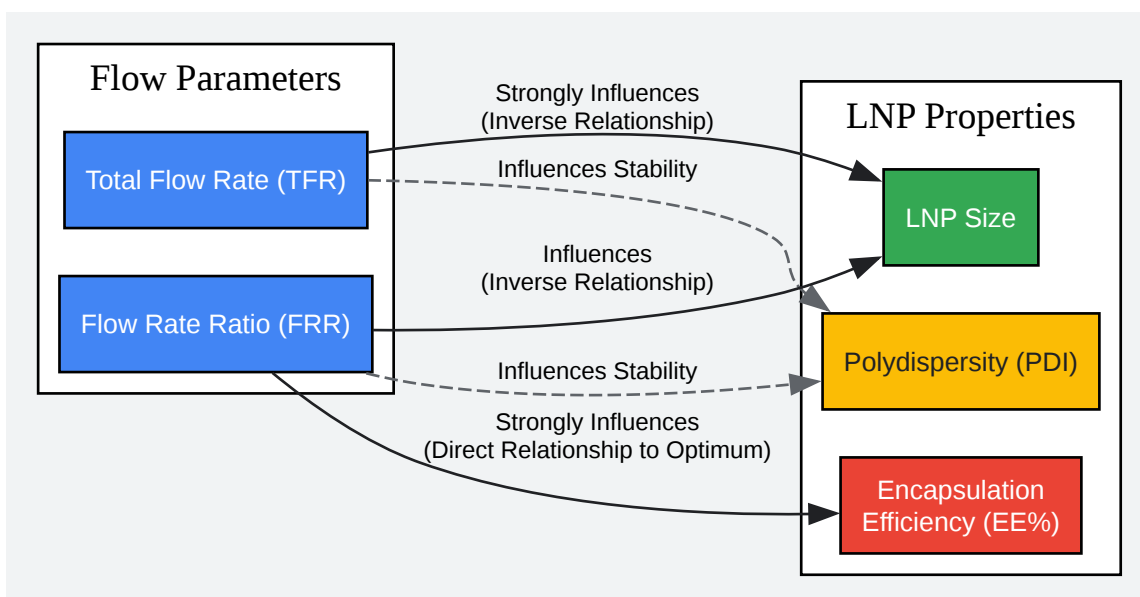 Flow Parameters
Total Flow Rate (TFR)
Flow Rate Ratio (FRR)
Strongly Influences
(Inverse Relationship)
Influences Stability
Influences
(Inverse Relationship)
Influences Stability
Strongly Influences
(Direct Relationship to Optimum)
LNP Properties
LNP Size
Polydispersity (PDI)
Encapsulation
Efficiency (EE%)